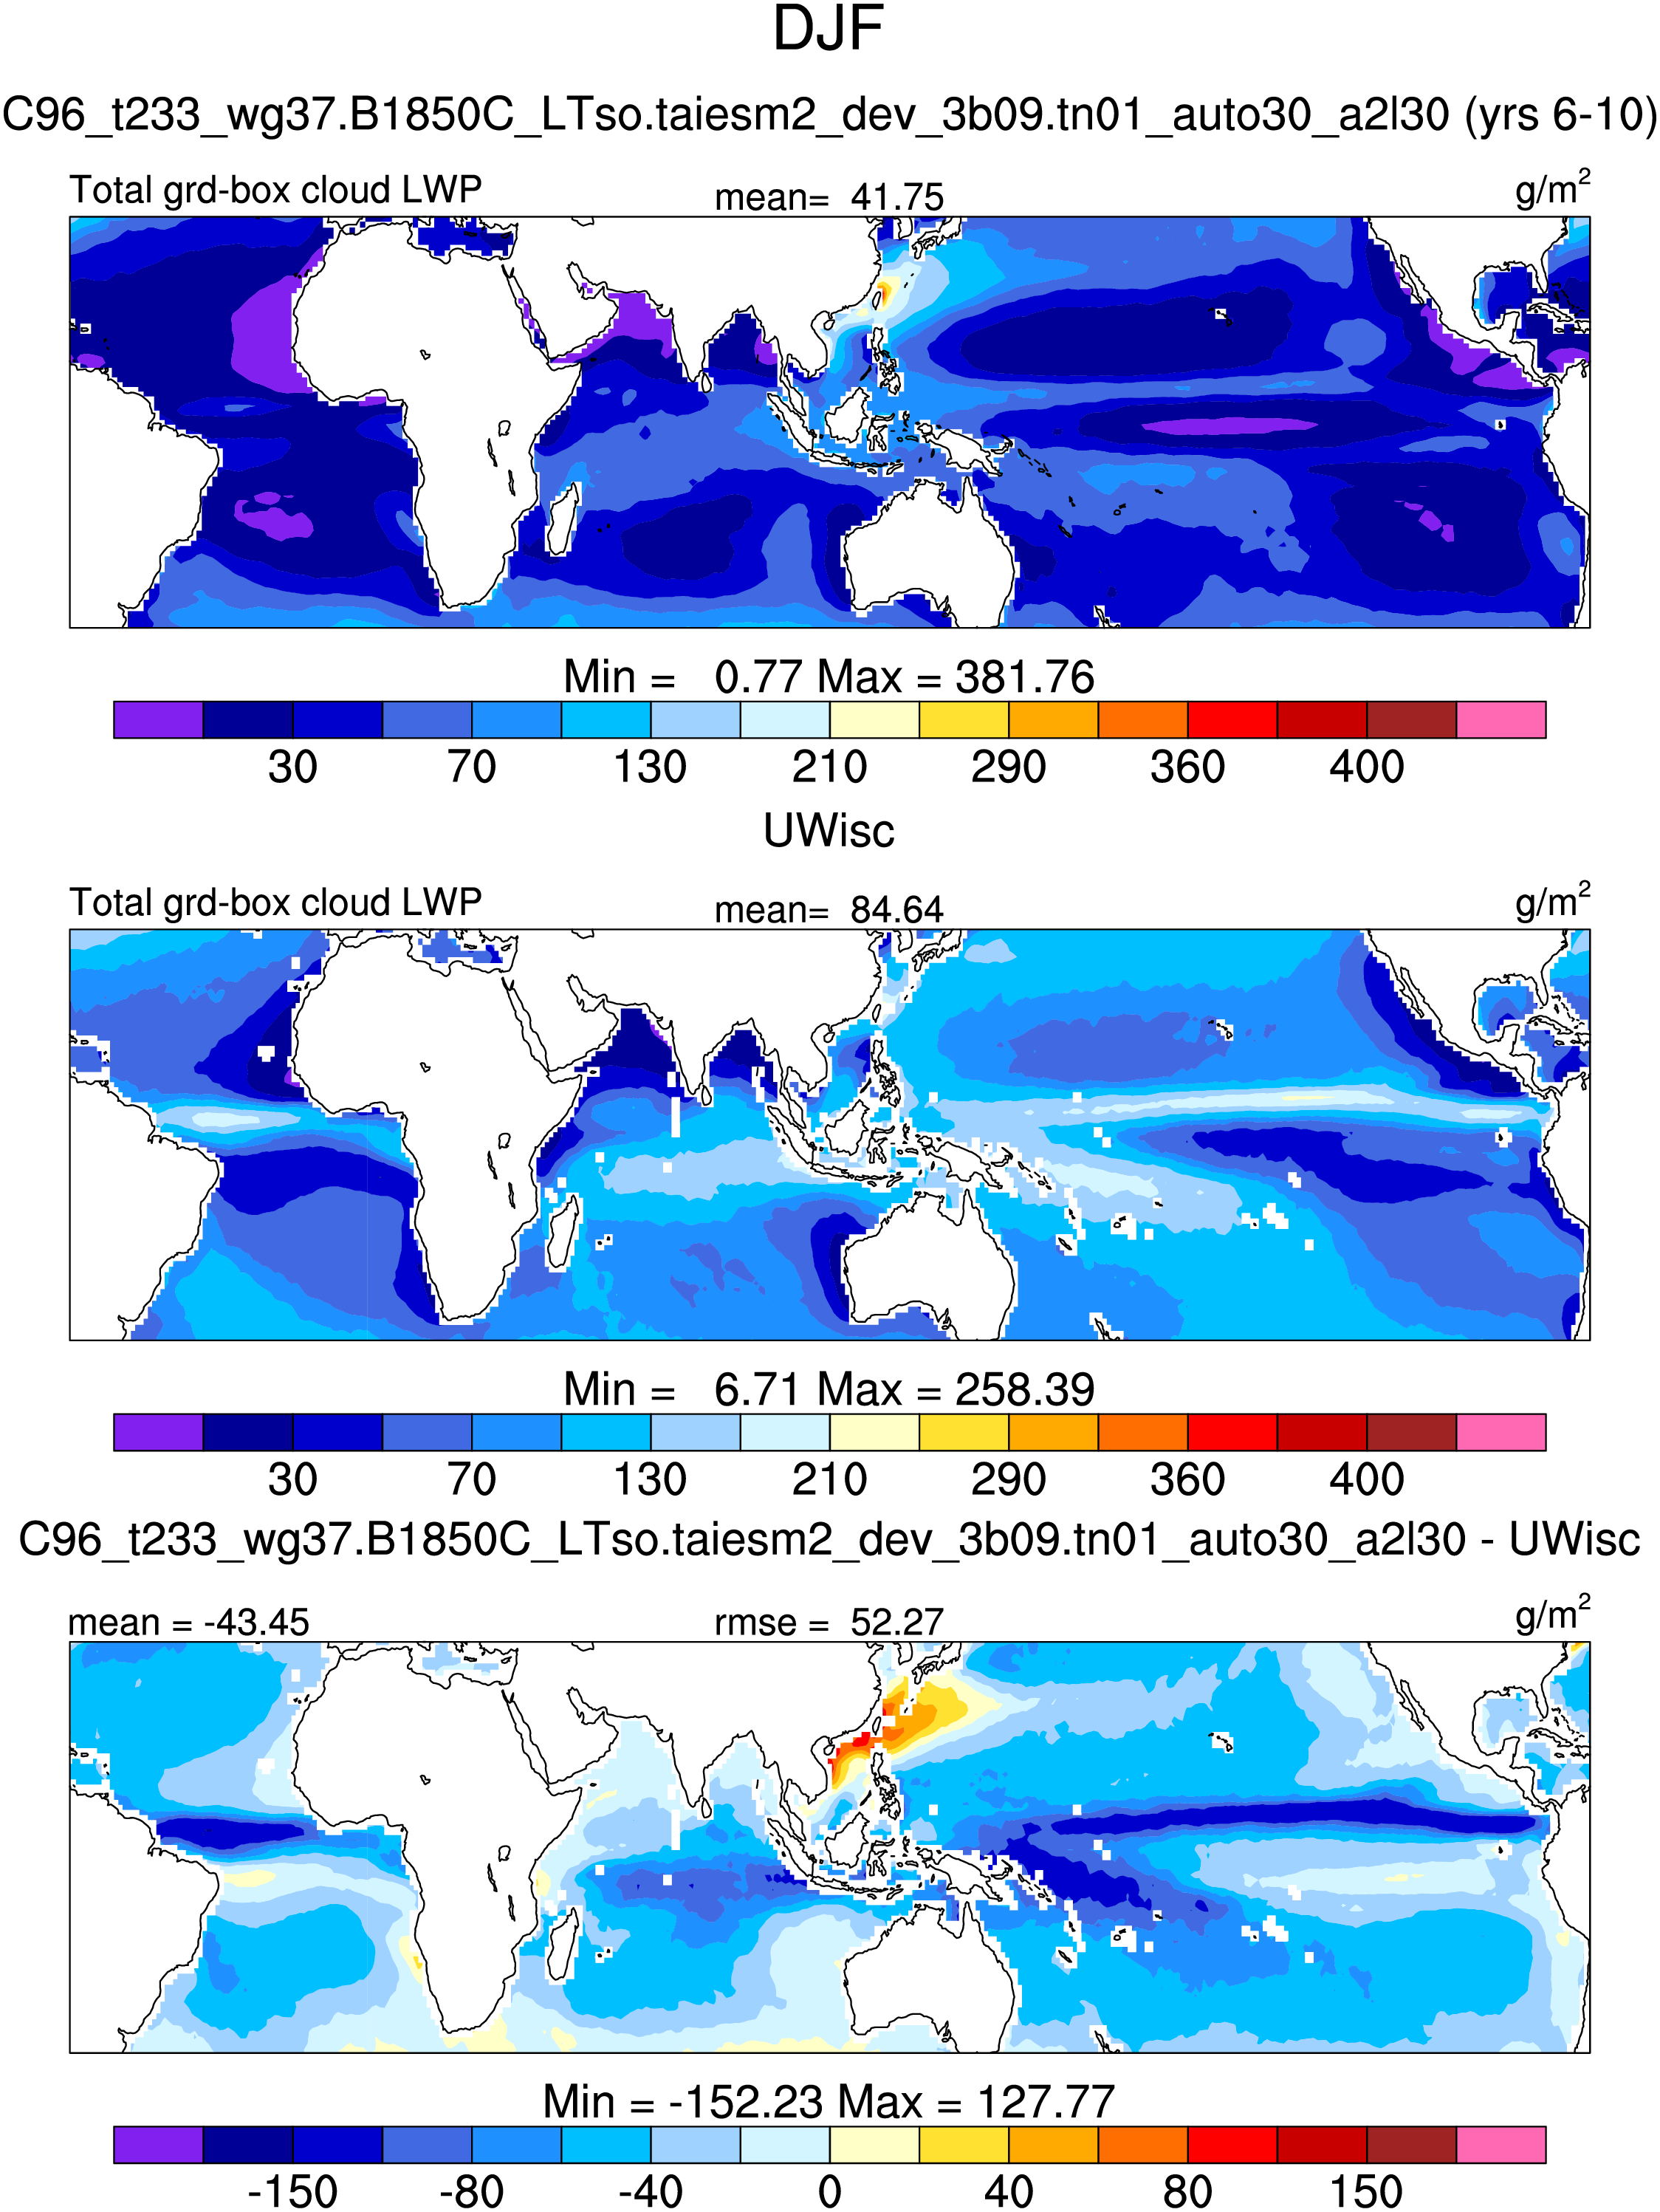 DJF
C96_t233_wg37.B1850C_LTso.taiesm2_dev_3b09.tn01_auto30_a2l30 (yrs 6-10)
Total grd-box cloud LWP mean= 41.75 g/m2
Min = 0.77 Max = 381.76
30 70 130 210 290 360 400
UWisc
Total grd-box cloud LWP mean= 84.64 g/m2
Min = 6.71 Max = 258.39
30 70 130 210 290 360 400
C96_t233_wg37.B1850C_LTso.taiesm2_dev_3b09.tn01_auto30_a2l30 - UWisc
mean = -43.45 rmse = 52.27 g/m2
Min = -152.23 Max = 127.77
-150 -80 -40 0 40 80 150